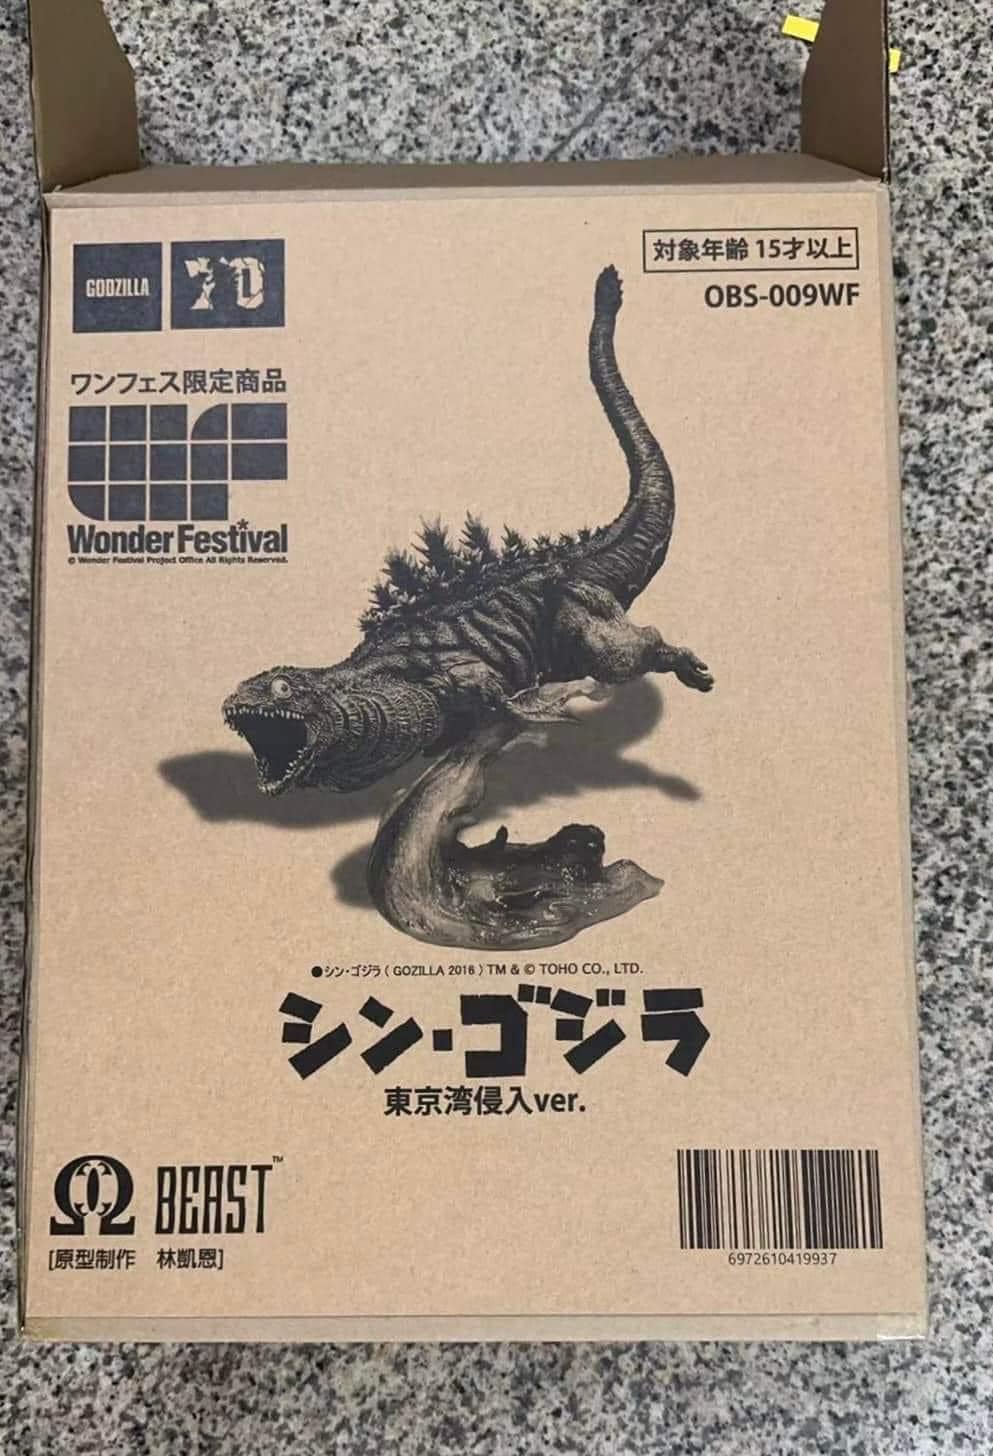 GODZILLA
70
対象年齢 15才以上
OBS-009WF
ワンフェス限定商品
Wonder Festival
© Wonder Festival Project Office All Rights Reserved.
●シン・ゴジラ ( GOZILLA 2016 ) TM & © TOHO CO., LTD.
シン・ゴジラ
東京湾侵入ver.
Ω BEAST™
[原型制作 林凱恩]
6972610419937